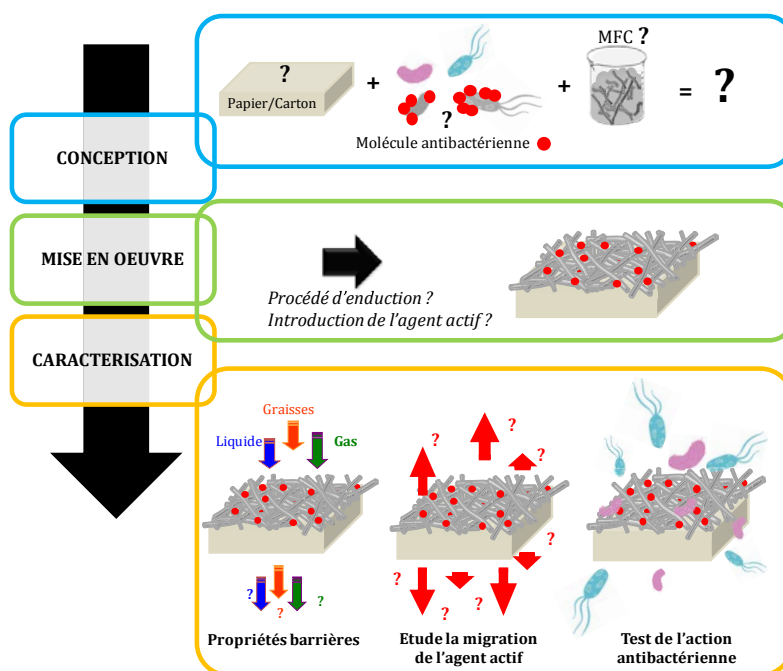 MFC ?
?
Papier/Carton
+
+
=
?
?
Molécule antibactérienne
CONCEPTION
MISE EN OEUVRE
Procédé d'enduction ?
Introduction de l'agent actif ?
CARACTERISATION
Graisses
Liquide
Gas
? ? ?
? ? ?
?
? ?
?
Propriétés barrières
Etude la migration
de l'agent actif
Test de l'action
antibactérienne